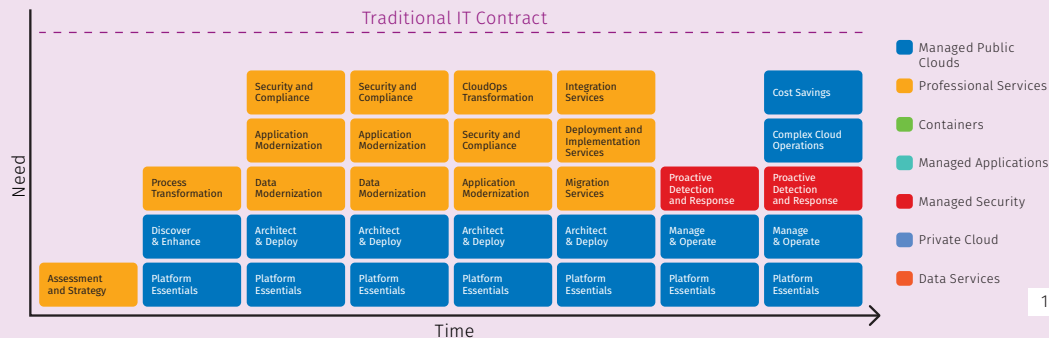 Traditional IT Contract
Need
Security and
Compliance
Security and
Compliance
CloudOps
Transformation
Integration
Services
Cost Savings
Application
Modernization
Application
Modernization
Security and
Compliance
Deployment and
Implementation
Services
Complex Cloud
Operations
Process
Transformation
Data
Modernization
Data
Modernization
Application
Modernization
Migration
Services
Proactive
Detection
and Response
Proactive
Detection
and Response
Discover
& Enhance
Architect
& Deploy
Architect
& Deploy
Architect
& Deploy
Architect
& Deploy
Manage
& Operate
Manage
& Operate
Assessment
and Strategy
Platform
Essentials
Platform
Essentials
Platform
Essentials
Platform
Essentials
Platform
Essentials
Platform
Essentials
Platform
Essentials
Time
Managed Public
Clouds
Professional Services
Containers
Managed Applications
Managed Security
Private Cloud
Data Services
1